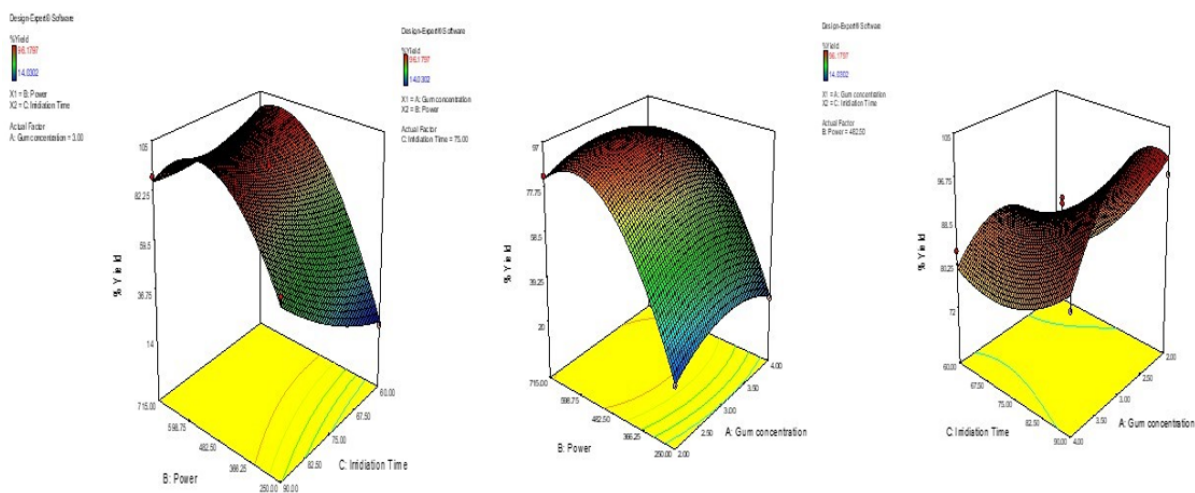 Design-Expert® Software
%Yield
96.1797
14.0302
X1 = B: Power
X2 = C: Irridiation Time
Actual Factor
A: Gum concentration = 3.00
105
82.25
59.5
36.75
14
% Yield
715.00
598.75
482.50
366.25
250.00
B: Power
60.00
67.50
75.00
82.50
90.00
C: Irridiation Time
Design-Expert® Software
%Yield
96.1797
14.0302
X1 = A: Gum concentration
X2 = B: Power
Actual Factor
C: Irridiation Time = 75.00
97
77.75
58.5
39.25
20
% Yield
715.00
598.75
482.50
366.25
250.00
B: Power
4.00
3.50
3.00
2.50
2.00
A: Gum concentration
Design-Expert® Software
%Yield
96.1797
14.0302
X1 = A: Gum concentration
X2 = C: Irridiation Time
Actual Factor
B: Power = 482.50
105
96.75
88.5
80.25
72
% Yield
60.00
67.50
75.00
82.50
90.00
C: Irridiation Time
2.00
2.50
3.00
3.50
4.00
A: Gum concentration